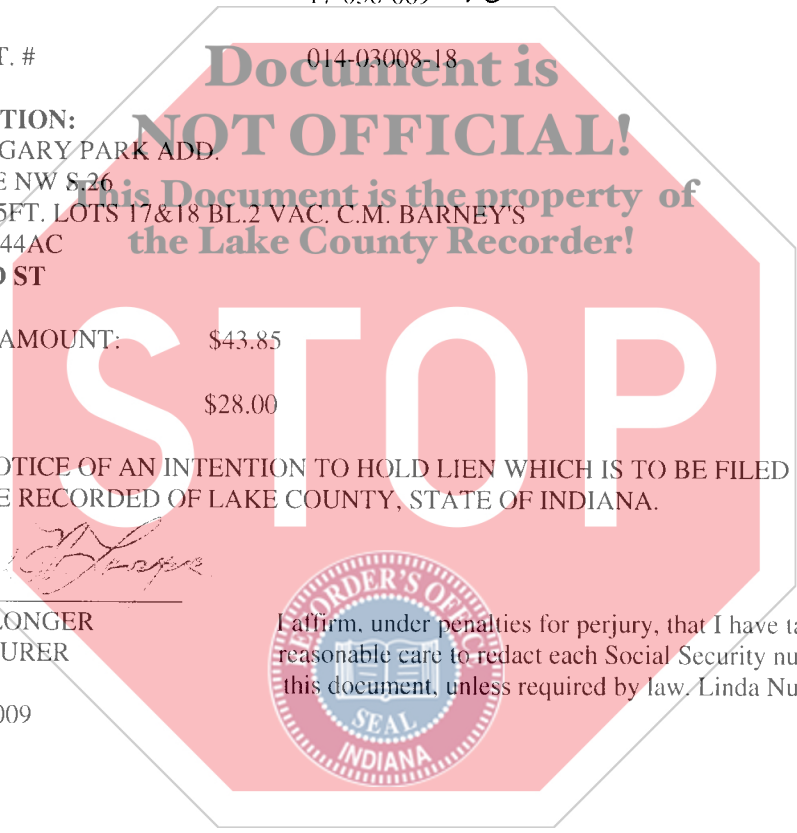 T. #
014-03008-18
Document is
TION:
NOT OFFICIAL!
GARY PARK ADD.
E NW S.26
This Document is the property of
5FT. LOTS 17&18 BL.2 VAC. C.M. BARNEY'S
44AC
the Lake County Recorder!
ST
STOP
AMOUNT: $43.85
$28.00
OTICE OF AN INTENTION TO HOLD LIEN WHICH IS TO BE FILED
E RECORDED OF LAKE COUNTY, STATE OF INDIANA.
LONGER
URER
I affirm, under penalties for perjury, that I have ta
reasonable care to redact each Social Security nu
this document, unless required by law. Linda Nu
009
RECORDER'S OFFICE
SEAL
INDIANA